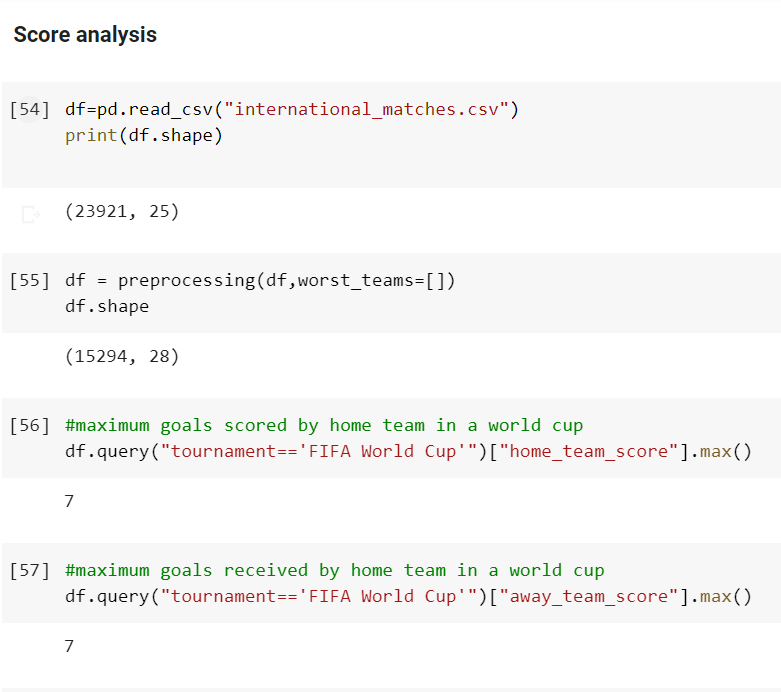 Score analysis
[54] df=pd.read_csv("international_matches.csv")
print(df.shape)
(23921, 25)
[55] df = preprocessing(df,worst_teams=[])
df.shape
(15294, 28)
[56] #maximum goals scored by home team in a world cup
df.query("tournament=='FIFA World Cup'")["home_team_score"].max()
7
[57] #maximum goals received by home team in a world cup
df.query("tournament=='FIFA World Cup'")["away_team_score"].max()
7